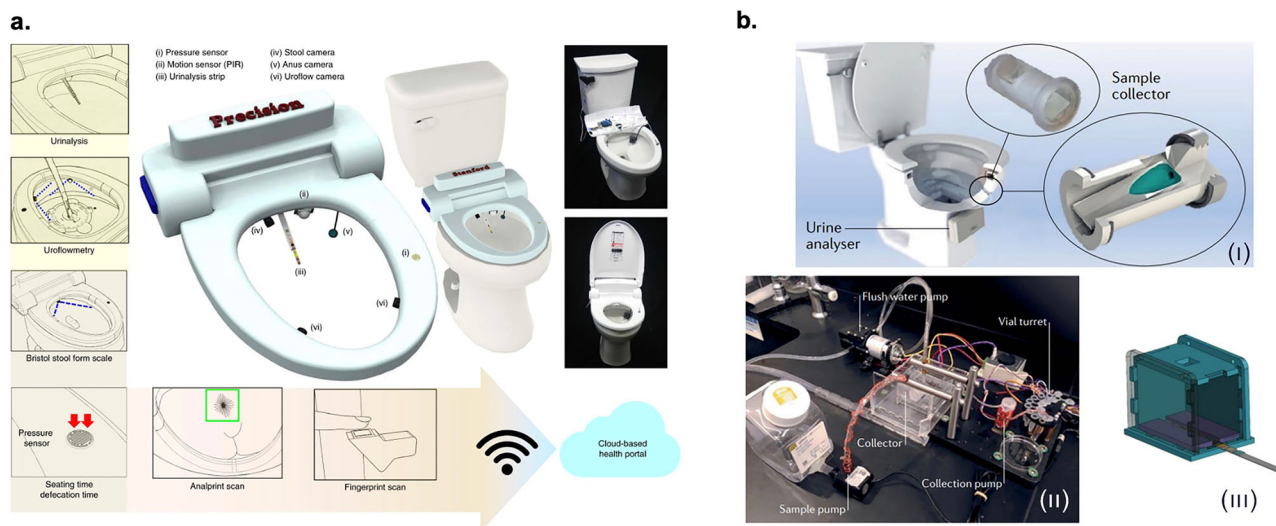 a.
(i) Pressure sensor
(ii) Motion sensor (PIR)
(iii) Urinalysis strip
(iv) Stool camera
(v) Anus camera
(vi) Uroflow camera
Urinalysis
Uroflowmetry
Bristol stool form scale
Precision
(ii)
(iv)
(v)
(iii)
(i)
(vi)
(vi)
Stanford
Pressure
sensor
Seating time
defecation time
Analprint scan
Fingerprint scan
Cloud-based
health portal
b.
Sample
collector
Urine
analyser
(I)
Flush water pump
Vial turret
Collector
Collection pump
Sample pump
(II)
(III)